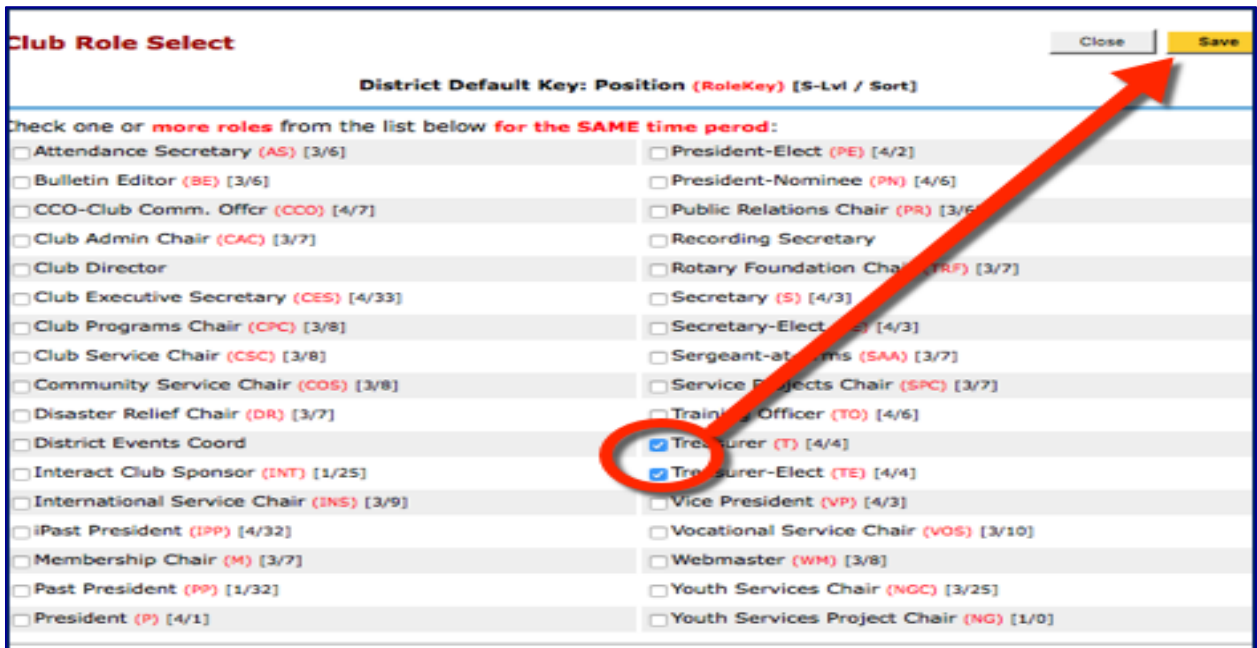 Club Role Select
Close
Save
District Default Key: Position (RoleKey) [S-Lvl / Sort]
Check one or more roles from the list below for the SAME time perod:
Attendance Secretary (AS) [3/6]
Bulletin Editor (BE) [3/6]
CCO-Club Comm. Offcr (CCO) [4/7]
Club Admin Chair (CAC) [3/7]
Club Director
Club Executive Secretary (CES) [4/33]
Club Programs Chair (CPC) [3/8]
Club Service Chair (CSC) [3/8]
Community Service Chair (COS) [3/8]
Disaster Relief Chair (DR) [3/7]
District Events Coord
Interact Club Sponsor (INT) [1/25]
International Service Chair (INS) [3/9]
iPast President (IPP) [4/32]
Membership Chair (M) [3/7]
Past President (PP) [1/32]
President (P) [4/1]
President-Elect (PE) [4/2]
President-Nominee (PN) [4/6]
Public Relations Chair (PR)
Recording Secretary
Rotary Foundation Chair (TRF) [3/7]
Secretary (S) [4/3]
Secretary-Elect [4/3]
Sergeant-at-Arms (SAA) [3/7]
Service Projects Chair (SPC) [3/7]
Training Officer (TO) [4/6]
Treasurer (T) [4/4]
Treasurer-Elect (TE) [4/4]
Vice President (VP) [4/3]
Vocational Service Chair (VOS) [3/10]
Webmaster (WM) [3/8]
Youth Services Chair (NGC) [3/25]
Youth Services Project Chair (NG) [1/0]